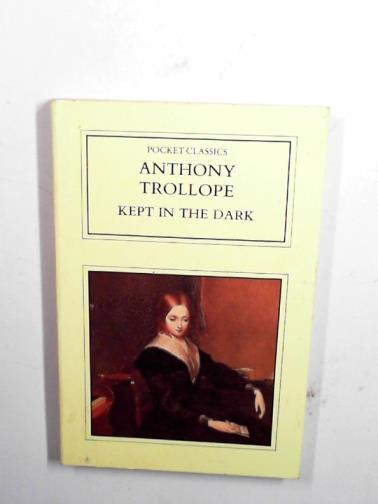 POCKET CLASSICS
ANTHONY
TROLLOPE
KEPT IN THE DARK